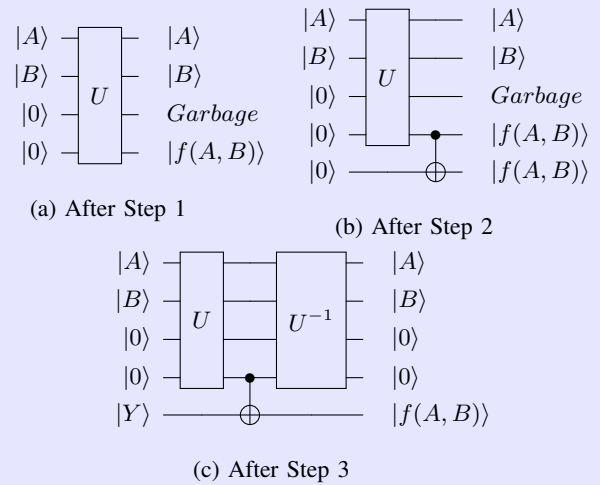 |A⟩ |A⟩
|B⟩ |B⟩
U
|0⟩ Garbage
|0⟩ |f(A, B)⟩
(a) After Step 1
|A⟩ |A⟩
|B⟩ |B⟩
U
|0⟩ Garbage
|0⟩ |f(A, B)⟩
|0⟩ |f(A, B)⟩
(b) After Step 2
|A⟩ |A⟩
|B⟩ |B⟩
U U⁻¹
|0⟩ |0⟩
|0⟩ |0⟩
|Y⟩ |f(A, B)⟩
(c) After Step 3